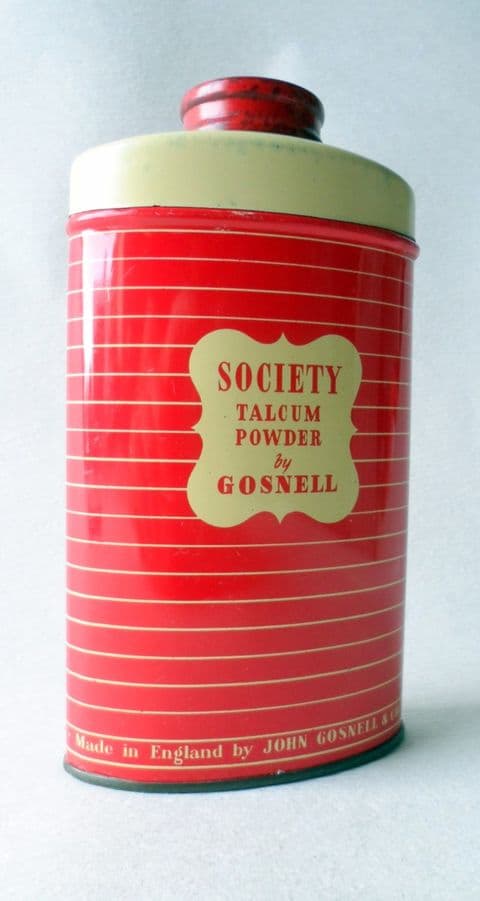 SOCIETY
TALCUM
POWDER
by
GOSNELL
Made in England by JOHN GOSNELL &